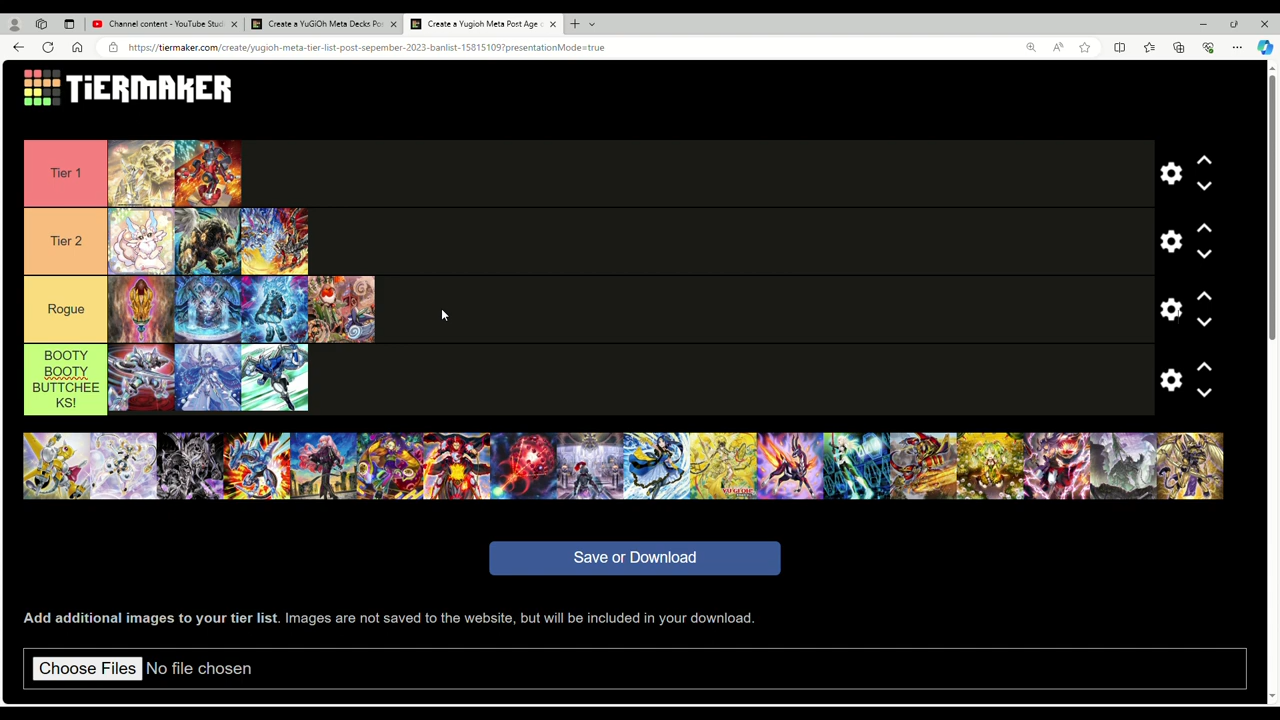 Channel content - YouTube Stud
Create a YuGiOh Meta Decks Po
Create a Yugioh Meta Post Age
https://tiermaker.com/create/yugioh-meta-tier-list-post-sepember-2023-banlist-15815109?presentationMode=true
TiERMAKER
Tier 1
Tier 2
Rogue
BOOTY
BOOTY
BUTTCHEE
KS!
Save or Download
Add additional images to your tier list. Images are not saved to the website, but will be included in your download.
Choose Files No file chosen